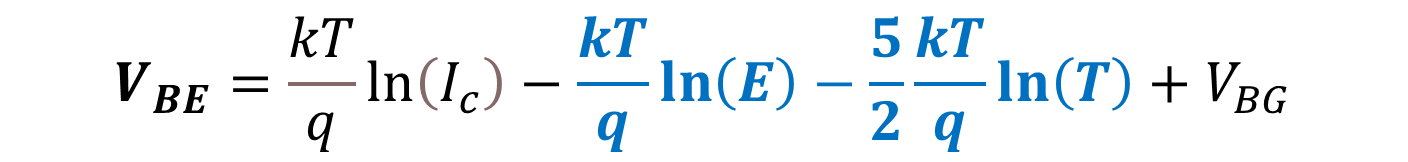 V_BE = kT/q ln(I_c) − kT/q ln(E) − 5/2 kT/q ln(T) + V_BG